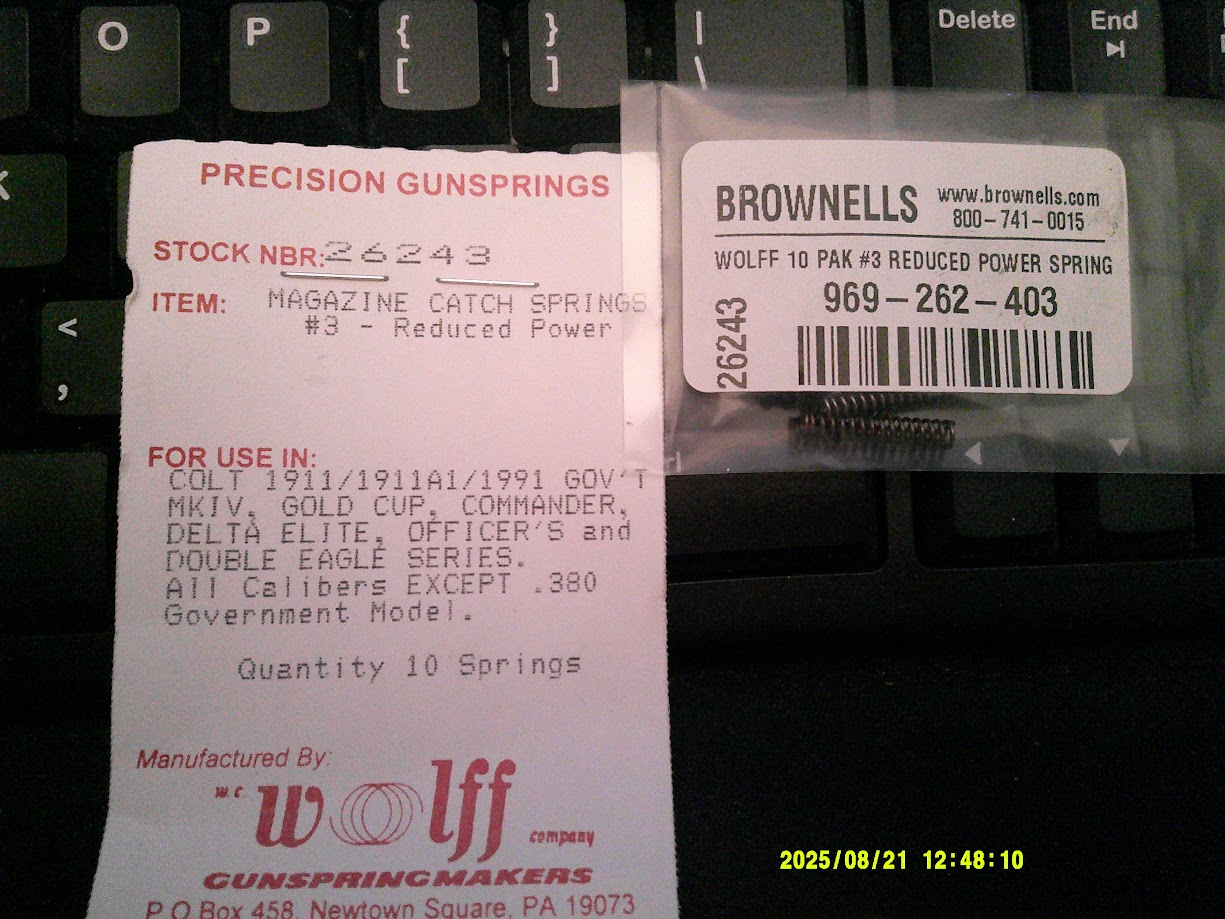 O P { [ } ] | \ Delete End
K
< ,
PRECISION GUNSPRINGS
STOCK NBR: 26243
ITEM: MAGAZINE CATCH SPRINGS
#3 - Reduced Power
FOR USE IN:
COLT 1911/1911A1/1991 GOV'T
MKIV, GOLD CUP, COMMANDER,
DELTA ELITE, OFFICER'S and
DOUBLE EAGLE SERIES.
All Calibers EXCEPT .380
Government Model.
Quantity 10 Springs
Manufactured By:
W C Wolff company
GUNSPRINGMAKERS
P O Box 458, Newtown Square, PA 19073
BROWNELLS www.brownells.com
800-741-0015
WOLFF 10 PAK #3 REDUCED POWER SPRING
969-262-403
26243
2025/08/21 12:48:10